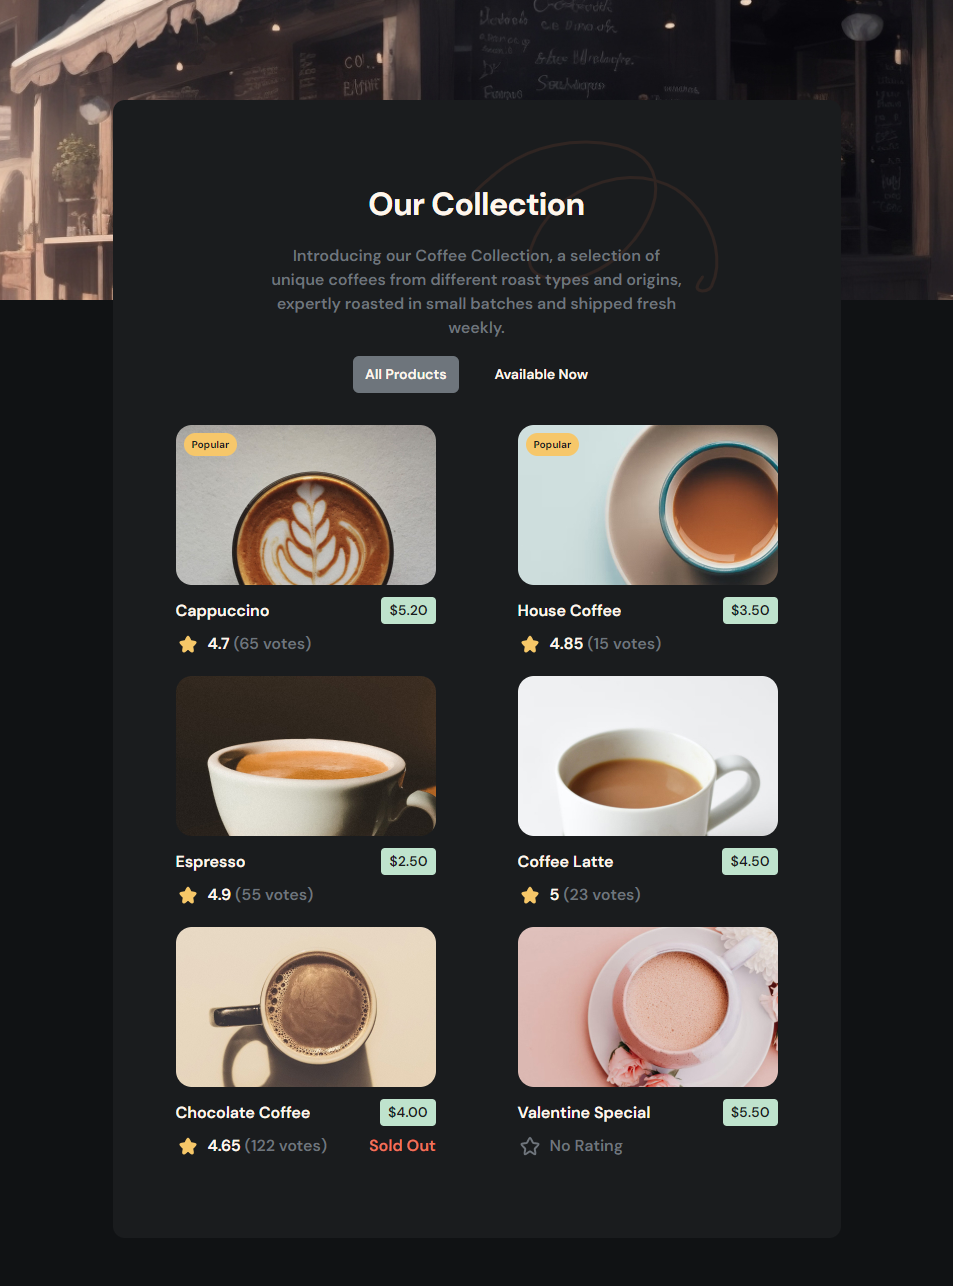 Our Collection
Introducing our Coffee Collection, a selection of
unique coffees from different roast types and origins,
expertly roasted in small batches and shipped fresh
weekly.
All Products
Available Now
Popular
Popular
Cappuccino $5.20
4.7 (65 votes)
House Coffee $3.50
4.85 (15 votes)
Espresso $2.50
4.9 (55 votes)
Coffee Latte $4.50
5 (23 votes)
Chocolate Coffee $4.00
4.65 (122 votes) Sold Out
Valentine Special $5.50
No Rating